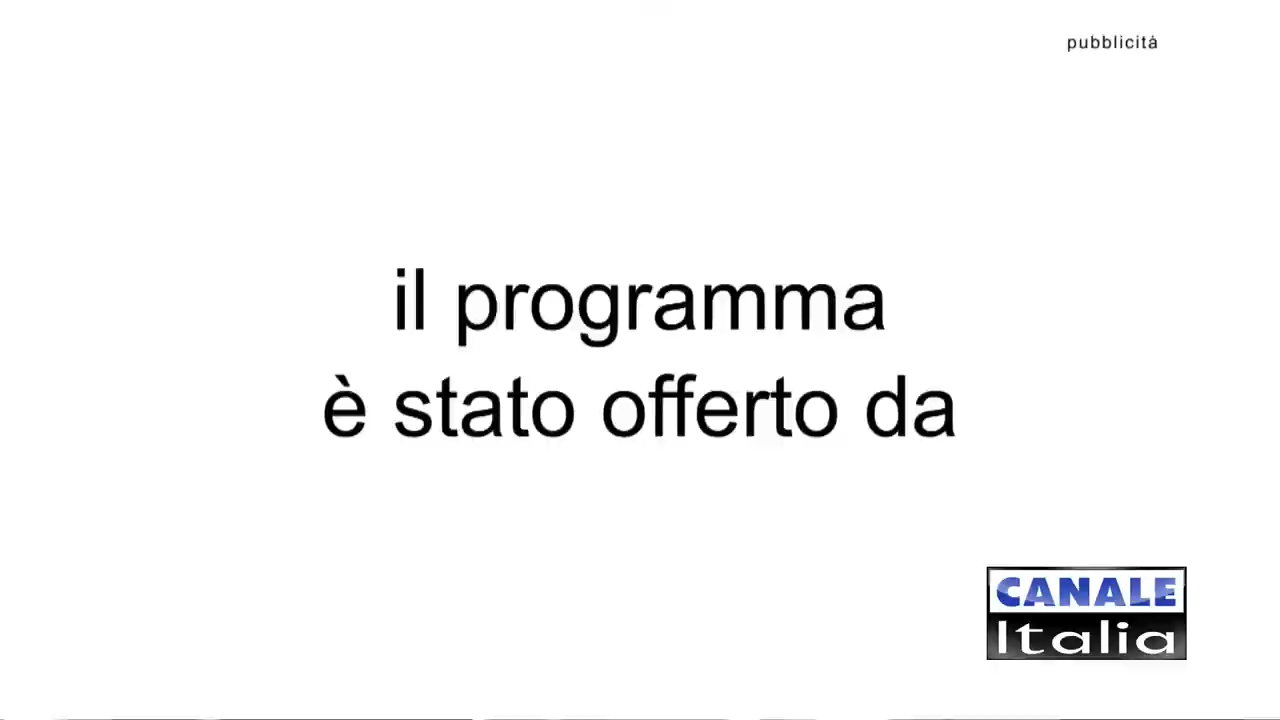 pubblicitá
il programma
è stato offerto da
CANALE
Italia